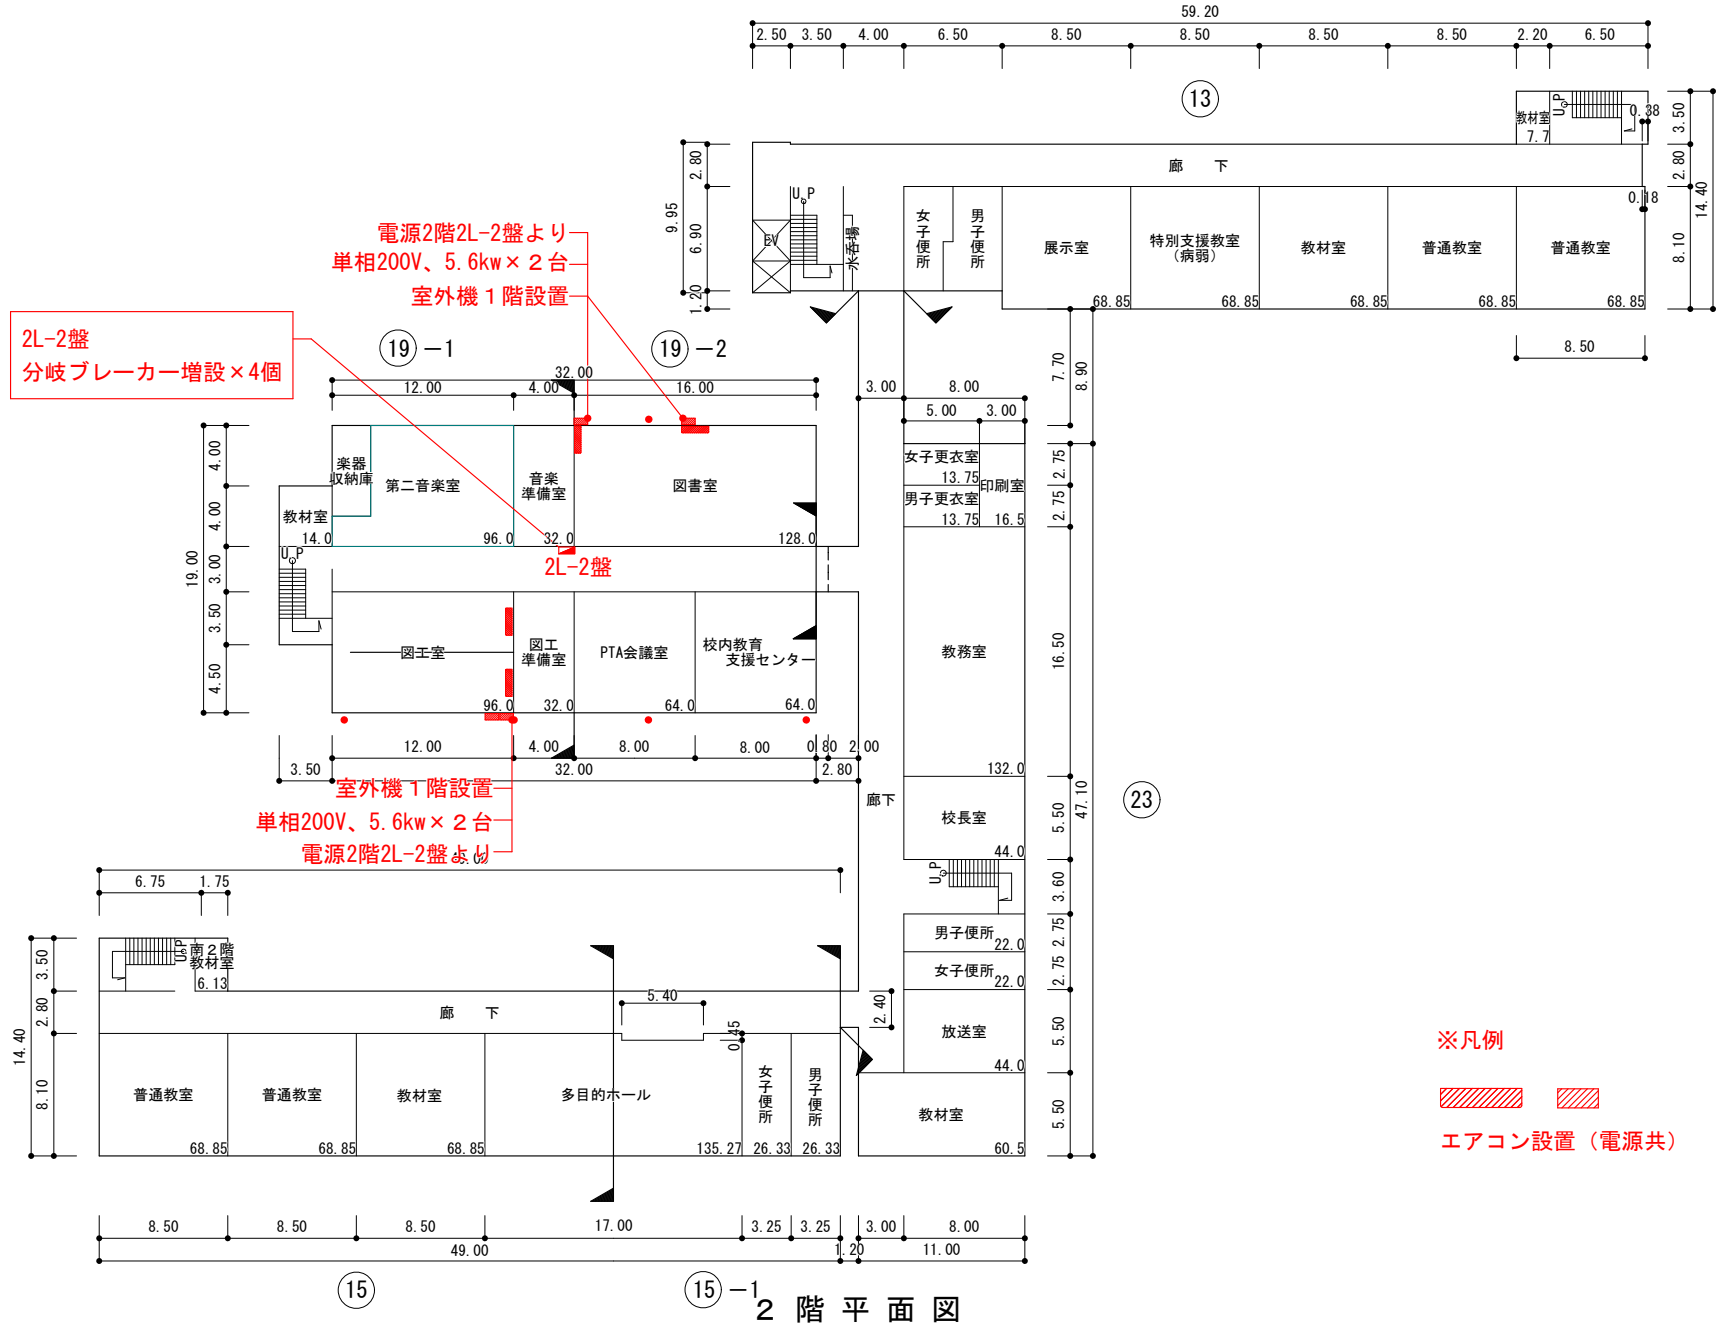 59.20
2.50 3.50 4.00 6.50 8.50 8.50 8.50 8.50 2.20 6.50
13
教材室
7.7
U.P
0.38
3.50
2.80
14.40
8.10
0.18
廊 下
9.95
2.80
6.90
1.20
U.P
EV
水呑場
女子便所
男子便所
展示室
68.85
特別支援教室
(病弱)
68.85
教材室
68.85
普通教室
68.85
普通教室
68.85
8.50
電源2階2L-2盤より
単相200V、5.6kw×２台
室外機１階設置
2L-2盤
分岐ブレーカー増設×4個
19 -1
19 -2
32.00
12.00 4.00 16.00
3.00 8.00
5.00 3.00
7.70
8.90
19.00
4.00
4.00
3.00
3.50
4.50
楽器
収納庫
第二音楽室
96.0
音楽
準備室
32.0
図書室
128.0
教材室
14.0
U.P
2L-2盤
図工室
96.0
図工
準備室
32.0
PTA会議室
64.0
校内教育
支援センター
64.0
12.00 4.00 8.00 8.00 0.80 2.00
3.50 32.00 2.80
室外機１階設置
単相200V、5.6kw×２台
電源2階2L-2盤より
女子更衣室
13.75
男子更衣室
13.75
印刷室
16.5
2.75
2.75
教務室
132.0
16.50
校長室
44.0
5.50
47.10
23
廊下
U.P
3.60
男子便所
22.0
2.75
女子便所
22.0
2.75
放送室
44.0
5.50
教材室
60.5
5.50
6.75 1.75
14.40
3.50
2.80
8.10
U.P
南２階
教材室
6.13
廊 下
5.40
0.45
2.40
普通教室
68.85
普通教室
68.85
教材室
68.85
多目的ホール
135.27
女子便所
26.33
男子便所
26.33
8.50 8.50 8.50 17.00 3.25 3.25 3.00 8.00
49.00 1.20 11.00
15
15 -1
２階平面図
※凡例
エアコン設置（電源共）